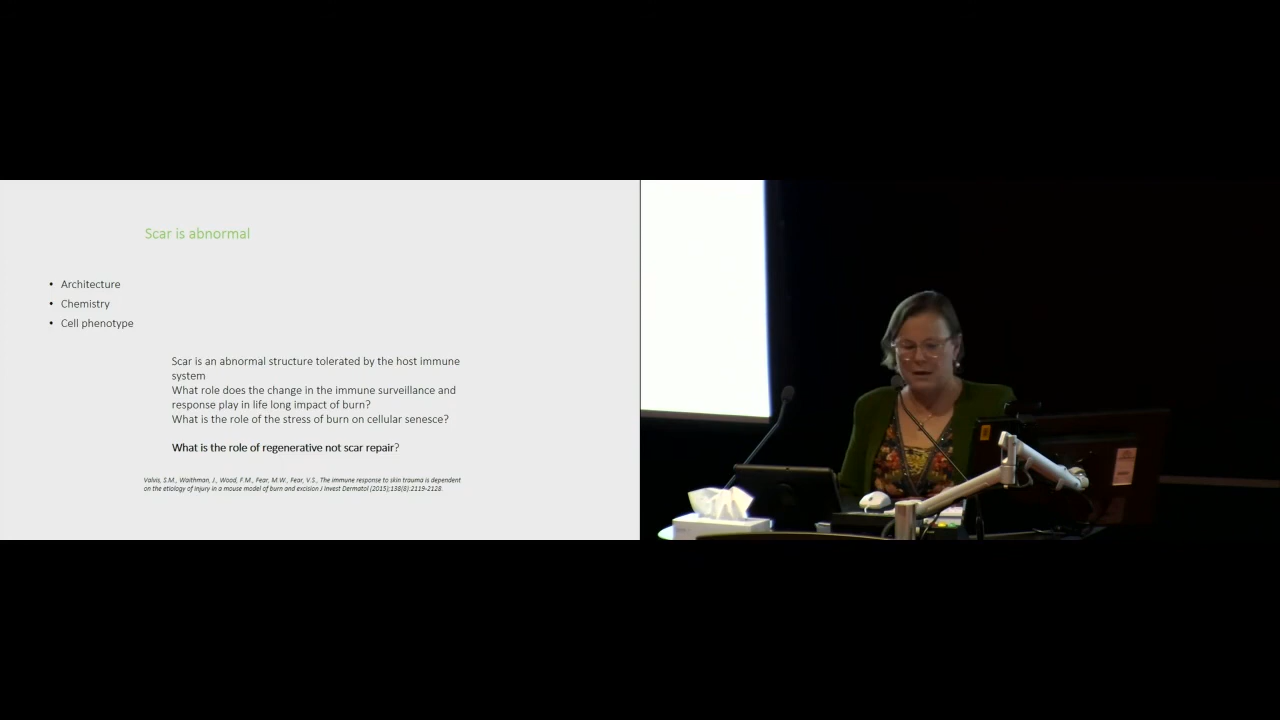 Scar is abnormal
• Architecture
• Chemistry
• Cell phenotype
Scar is an abnormal structure tolerated by the host immune
system
What role does the change in the immune surveillance and
response play in life long impact of burn?
What is the role of the stress of burn on cellular senesce?
What is the role of regenerative not scar repair?
Valvis, S.M., Waithman, J., Wood, F.M., Fear, M.W., Fear, V.S., The immune response to skin trauma is dependent
on the etiology of injury in a mouse model of burn and excision J Invest Dermatol (2015);138(8):2119-2128.